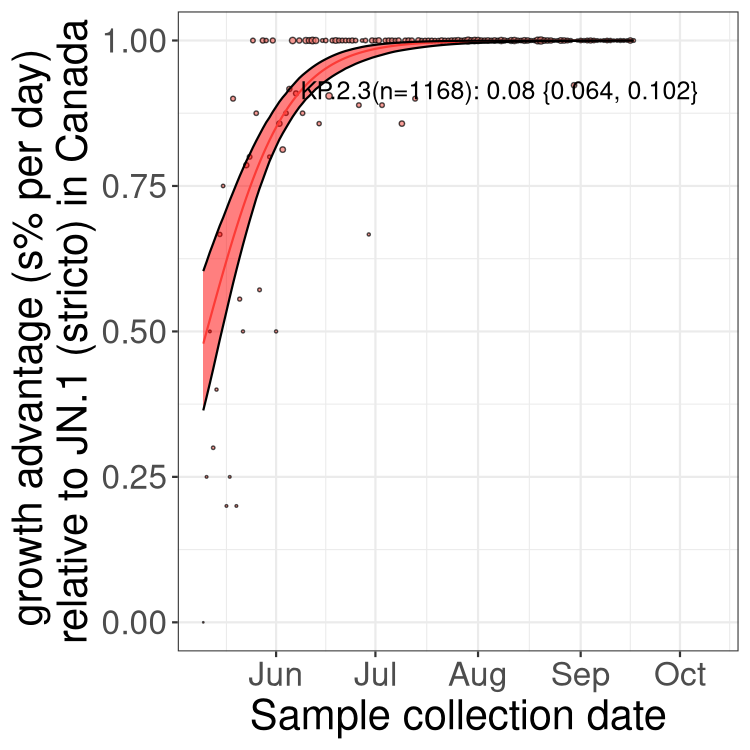 growth advantage (s% per day)
relative to JN.1 (stricto) in Canada
1.00
0.75
0.50
0.25
0.00
KP.2.3(n=1168): 0.08 {0.064, 0.102}
Jun Jul Aug Sep Oct
Sample collection date